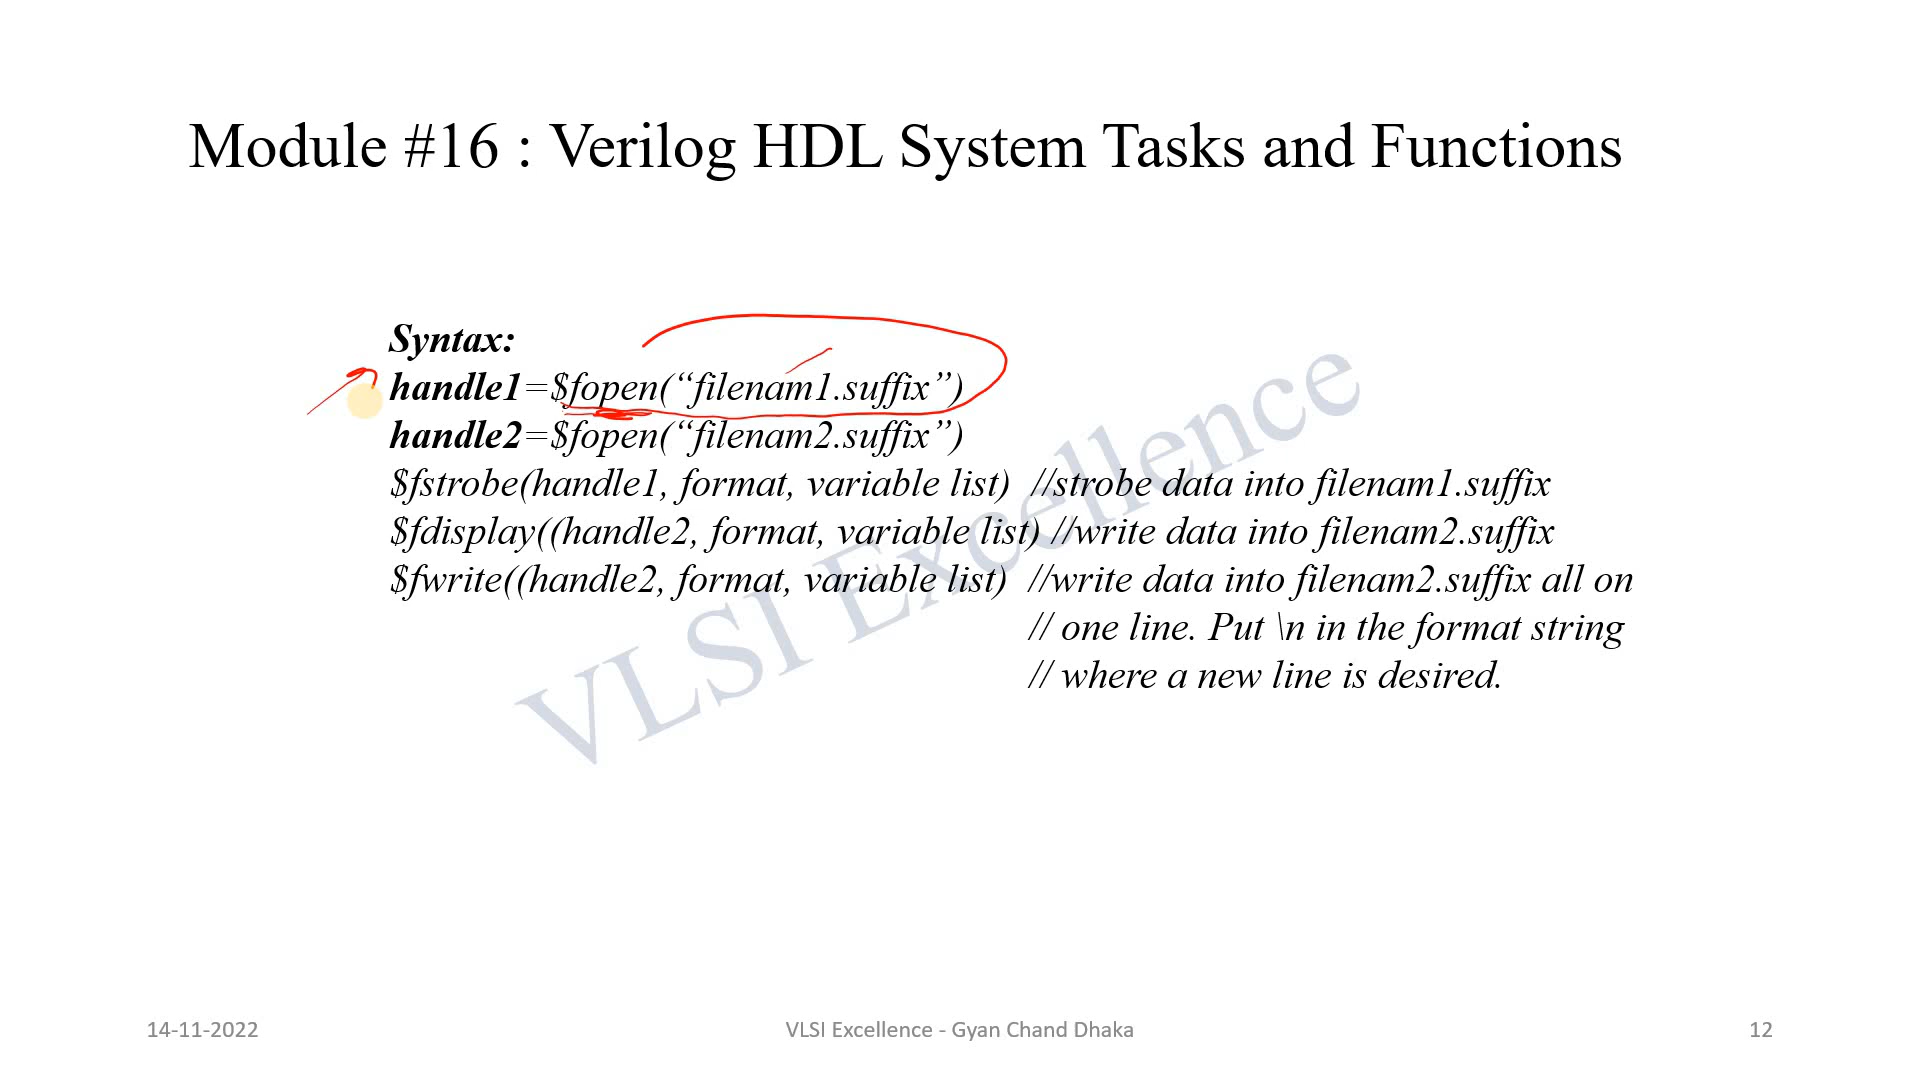 Module #16 : Verilog HDL System Tasks and Functions
Syntax:
handle1=$fopen(“filenam1.suffix”)
handle2=$fopen(“filenam2.suffix”)
$fstrobe(handle1, format, variable list) //strobe data into filenam1.suffix
$fdisplay((handle2, format, variable list) //write data into filenam2.suffix
$fwrite((handle2, format, variable list) //write data into filenam2.suffix all on
// one line. Put \n in the format string
// where a new line is desired.
VLSI Excellence
14-11-2022
VLSI Excellence - Gyan Chand Dhaka
12